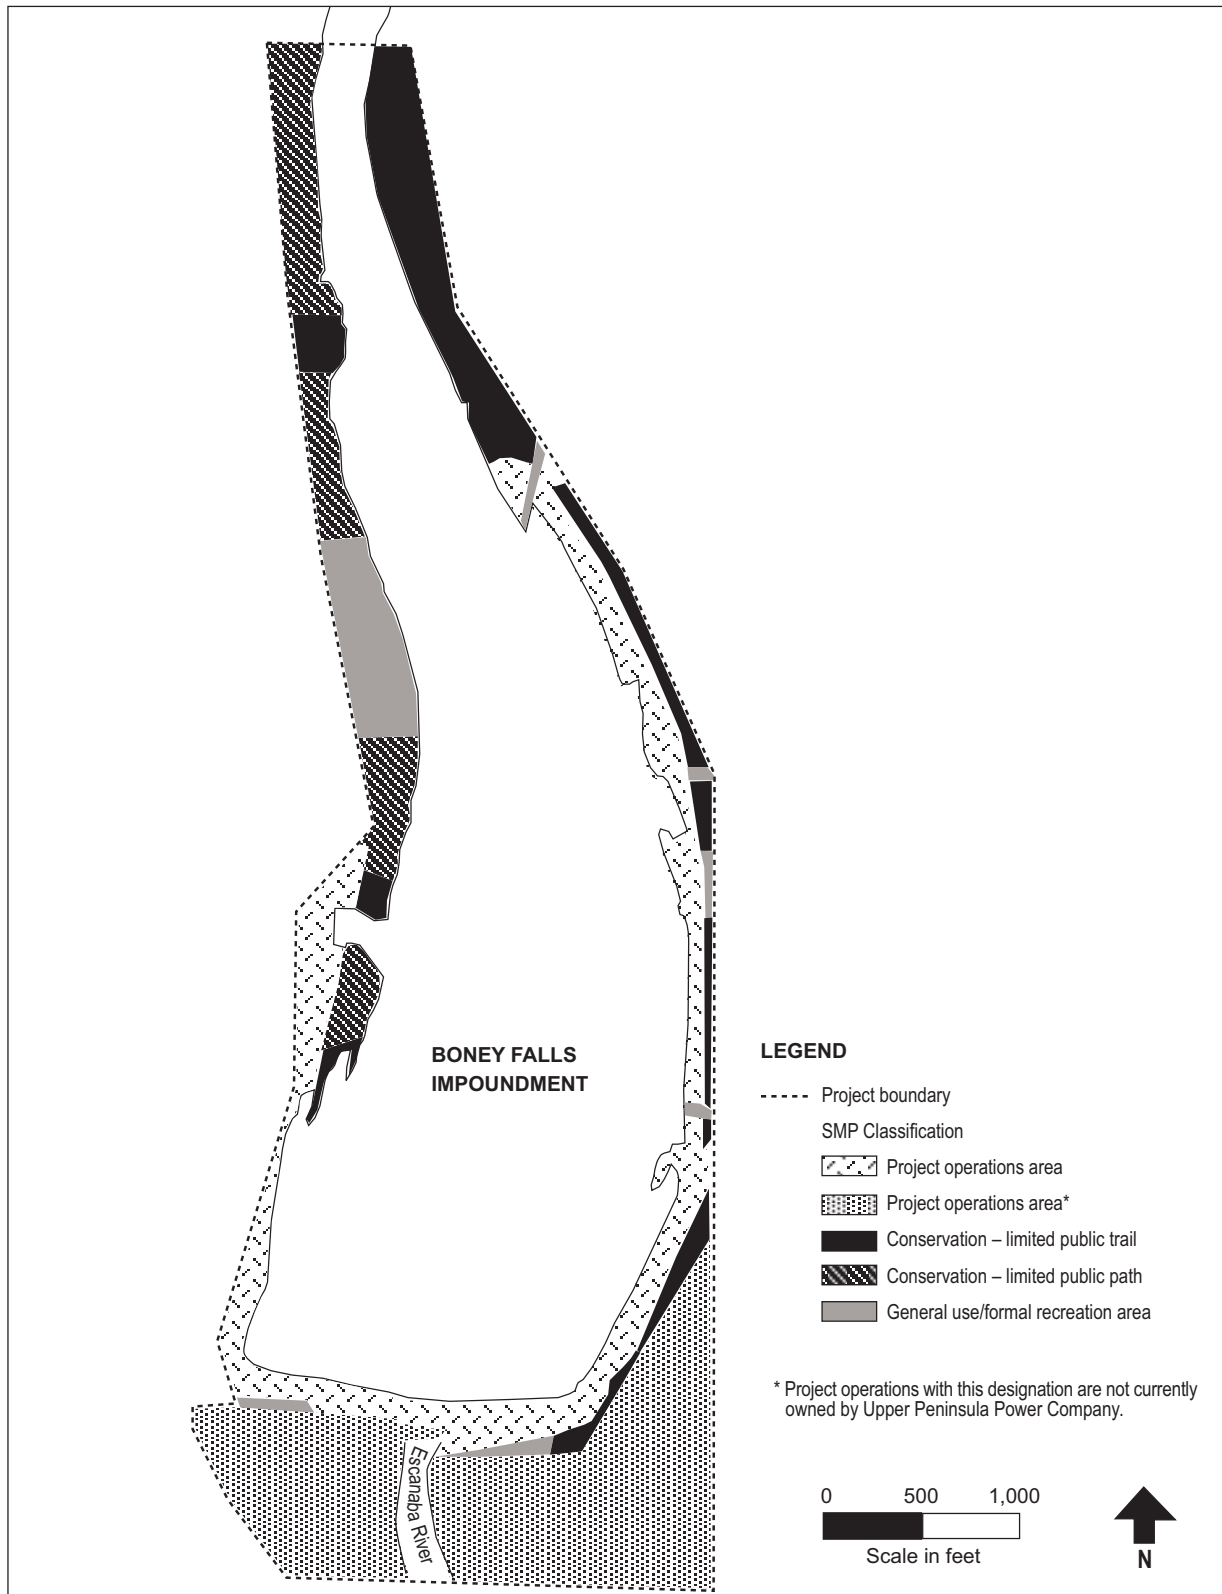 BONEY FALLS
IMPOUNDMENT
Escanaba River
LEGEND
Project boundary
SMP Classification
Project operations area
Project operations area*
Conservation – limited public trail
Conservation – limited public path
General use/formal recreation area
* Project operations with this designation are not currently
owned by Upper Peninsula Power Company.
0 500 1,000
Scale in feet
N